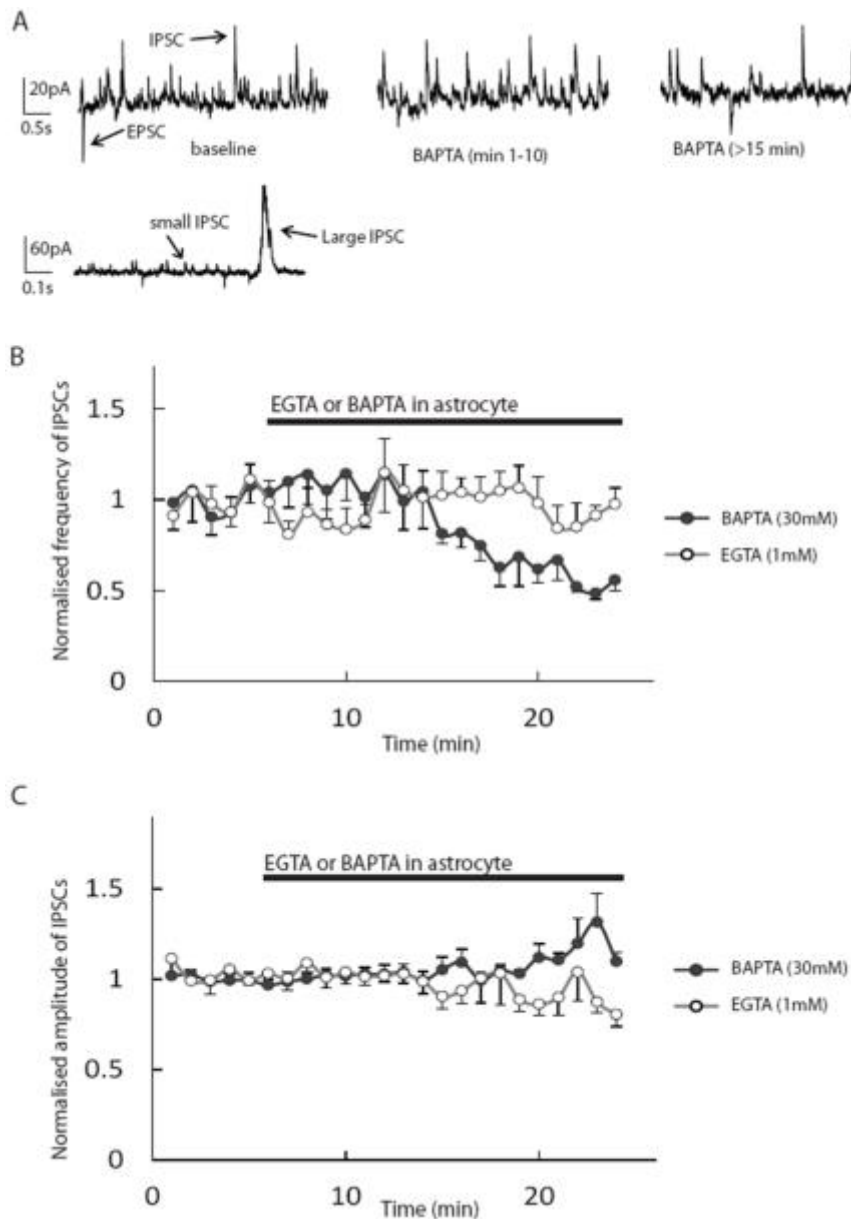 A
IPSC
20pA
0.5s
EPSC
baseline
BAPTA (min 1-10)
BAPTA (>15 min)
small IPSC
Large IPSC
60pA
0.1s
B
Normalised frequency of IPSCs
1.5
1
0.5
0
EGTA or BAPTA in astrocyte
BAPTA (30mM)
EGTA (1mM)
0
10
20
Time (min)
C
Normalised amplitude of IPSCs
1.5
1
0.5
0
EGTA or BAPTA in astrocyte
BAPTA (30mM)
EGTA (1mM)
0
10
20
Time (min)